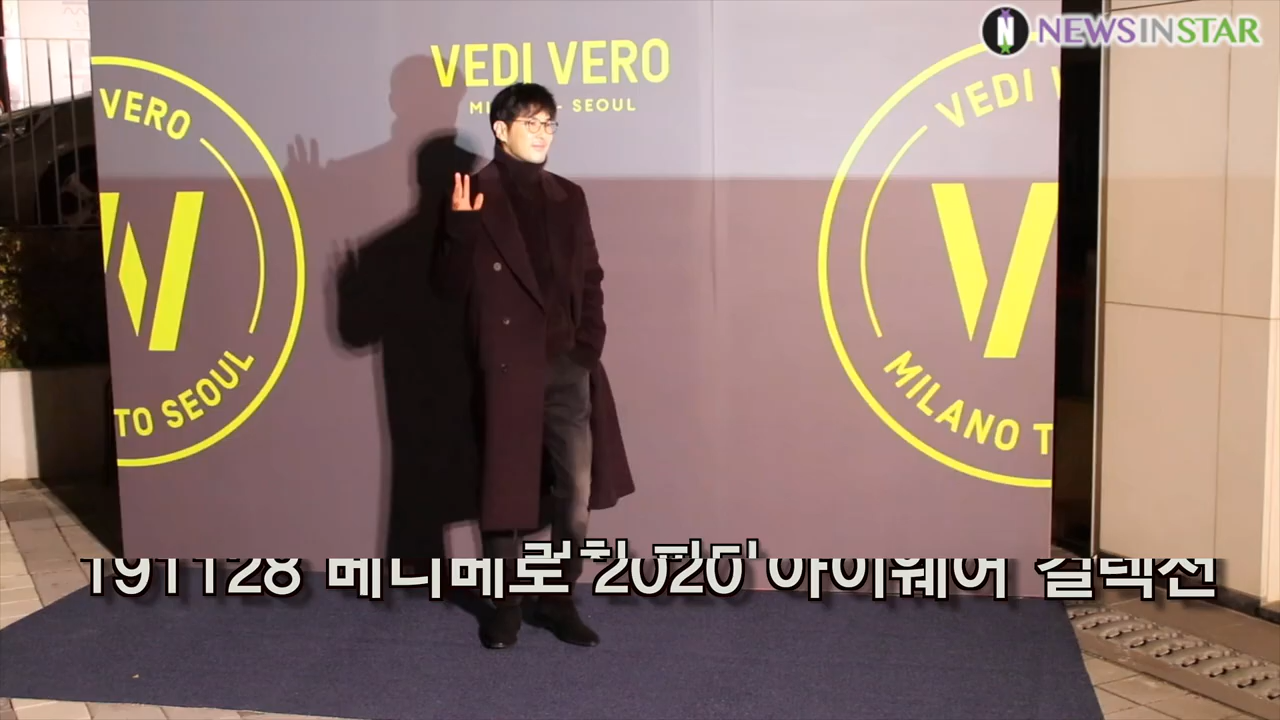 NEWSINSTAR
VEDI VERO
SEOUL
VERO
TO SEOUL
VEDI
MILANO T
191128 베디베로 '2020 아이웨어 컬렉션